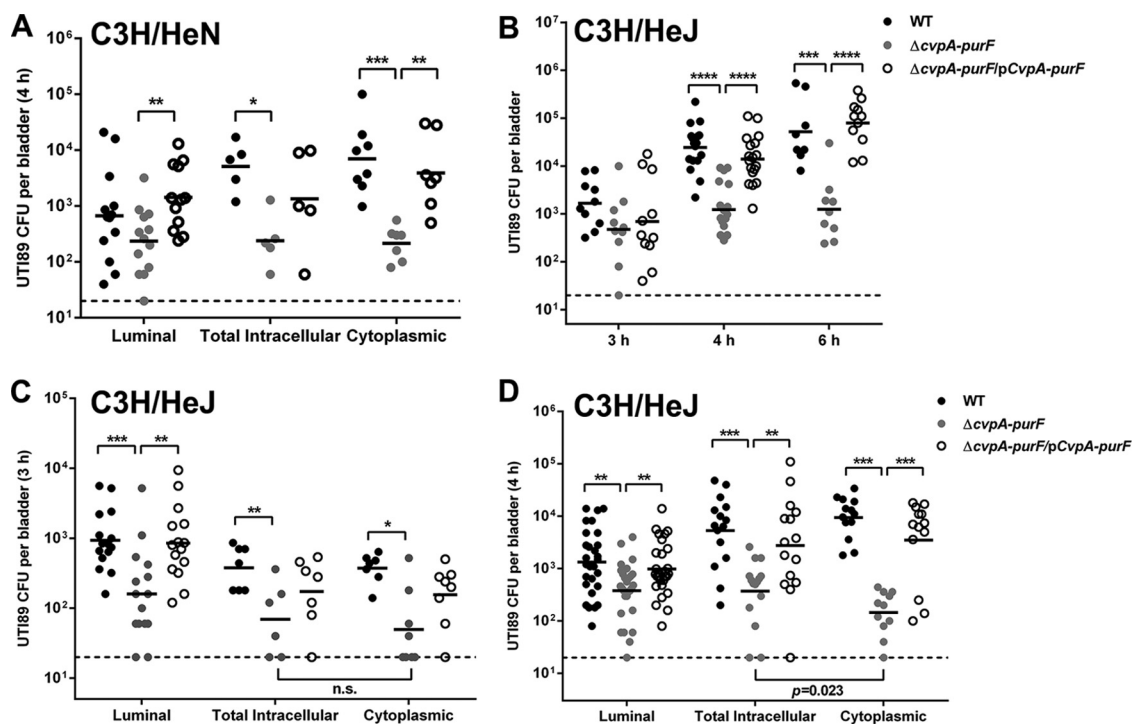 A
C3H/HeN
UTI89 CFU per bladder (4 h)
10⁶
10⁵
10⁴
10³
10²
10¹
**
*
***
**
Luminal
Total Intracellular
Cytoplasmic
B
C3H/HeJ
WT
ΔcvpA-purF
ΔcvpA-purF/pCvpA-purF
UTI89 CFU per bladder
10⁷
10⁶
10⁵
10⁴
10³
10²
10¹
****
****
***
****
3 h
4 h
6 h
C
C3H/HeJ
UTI89 CFU per bladder (3 h)
10⁵
10⁴
10³
10²
10¹
***
**
**
*
n.s.
Luminal
Total Intracellular
Cytoplasmic
D
C3H/HeJ
WT
ΔcvpA-purF
ΔcvpA-purF/pCvpA-purF
UTI89 CFU per bladder (4 h)
10⁶
10⁵
10⁴
10³
10²
10¹
**
**
***
**
***
***
p=0.023
Luminal
Total Intracellular
Cytoplasmic